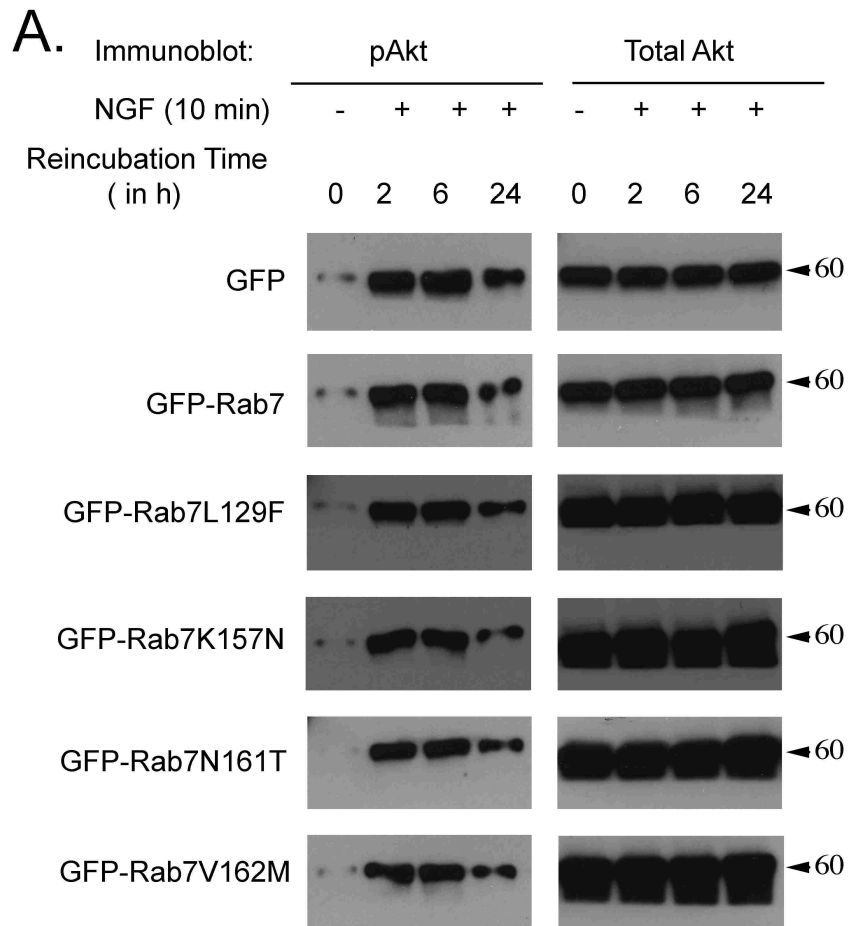 A.
Immunoblot: pAkt Total Akt
NGF (10 min) - + + + - + + +
Reincubation Time
( in h) 0 2 6 24 0 2 6 24
GFP 60
GFP-Rab7 60
GFP-Rab7L129F 60
GFP-Rab7K157N 60
GFP-Rab7N161T 60
GFP-Rab7V162M 60